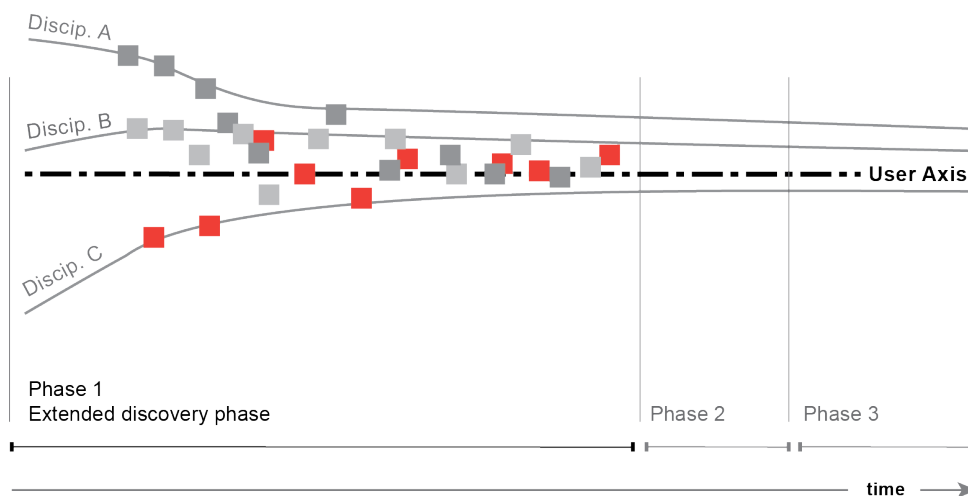 Discip. A
Discip. B
User Axis
Discip. C
Phase 1
Extended discovery phase
Phase 2
Phase 3
time